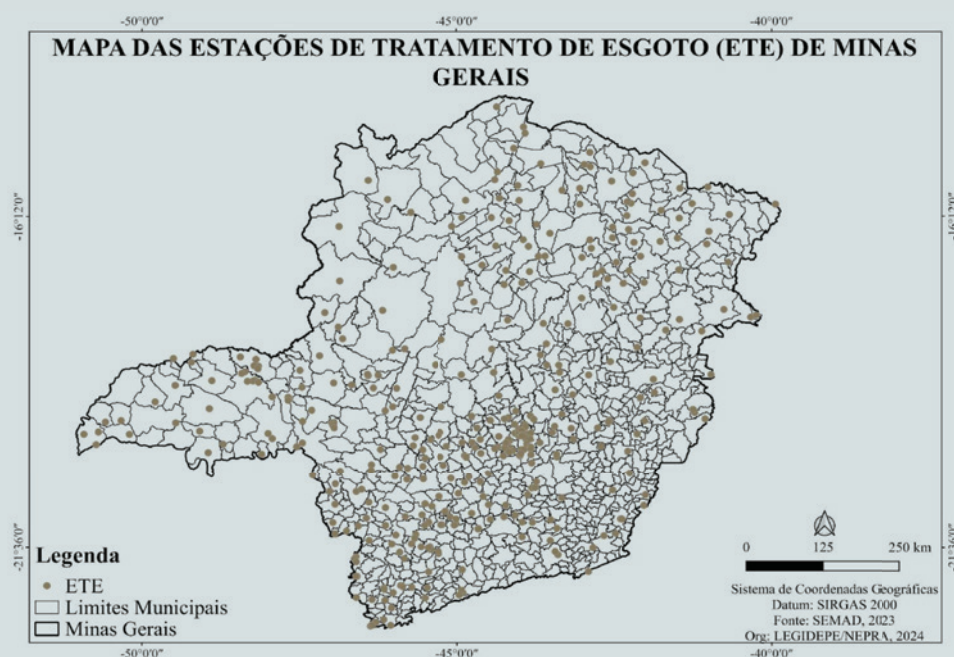 -50°0'0"
-45°0'0"
-40°0'0"
MAPA DAS ESTAÇÕES DE TRATAMENTO DE ESGOTO (ETE) DE MINAS
GERAIS
-16°12'0"
-16°12'0"
-21°36'0"
-21°36'0"
Legenda
ETE
Limites Municipais
Minas Gerais
0 125 250 km
Sistema de Coordenadas Geográficas
Datum: SIRGAS 2000
Fonte: SEMAD, 2023
Org: LEGIDEPE/NEPRA, 2024
-50°0'0"
-45°0'0"
-40°0'0"